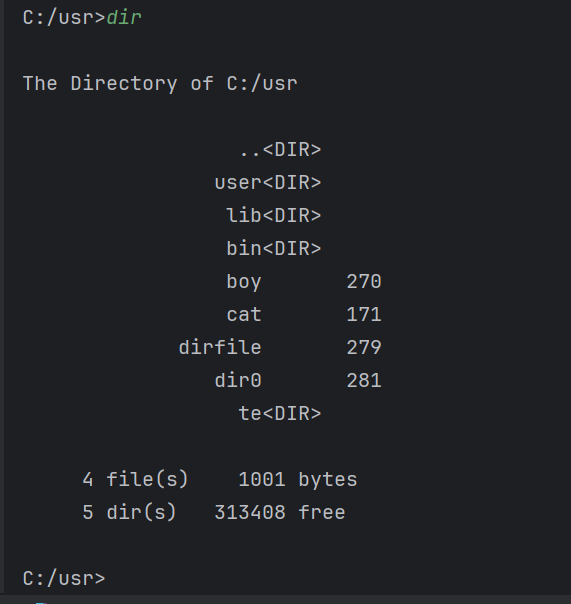 C:/usr>dir
The Directory of C:/usr
..<DIR>
user<DIR>
lib<DIR>
bin<DIR>
boy 270
cat 171
dirfile 279
dir0 281
te<DIR>
4 file(s) 1001 bytes
5 dir(s) 313408 free
C:/usr>